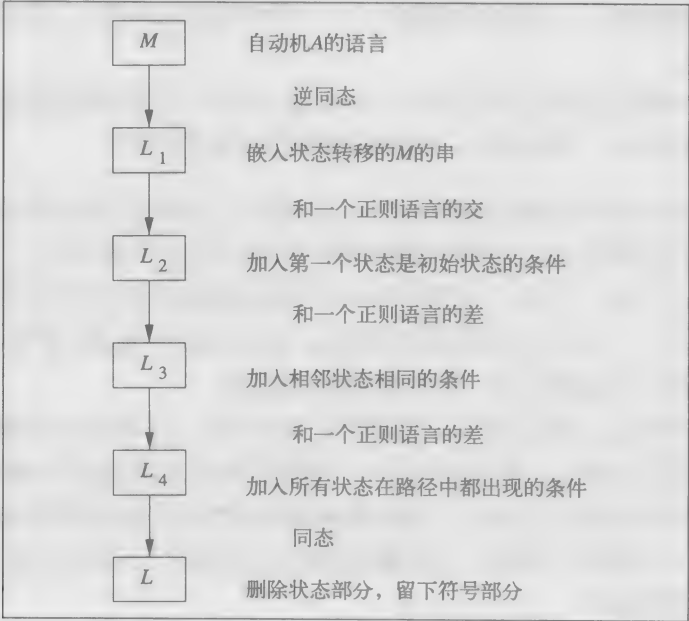 M 自动机A的语言
逆同态
L1 嵌入状态转移的M的串
和一个正则语言的交
L2 加入第一个状态是初始状态的条件
和一个正则语言的差
L3 加入相邻状态相同的条件
和一个正则语言的差
L4 加入所有状态在路径中都出现的条件
同态
L 删除状态部分，留下符号部分